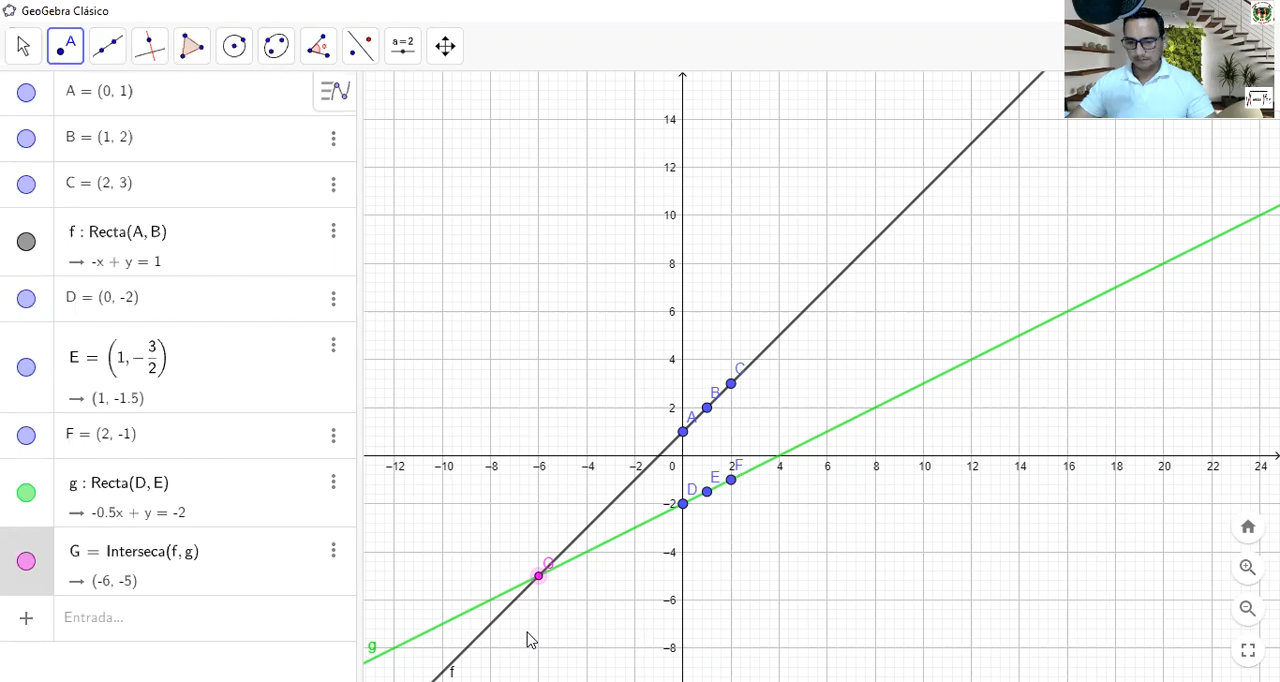 GeoGebra Clásico
A
a=2
A = (0, 1)
B = (1, 2)
C = (2, 3)
f : Recta(A, B)
→ -x + y = 1
D = (0, -2)
E = (1, -3/2)
→ (1, -1.5)
F = (2, -1)
g : Recta(D, E)
→ -0.5x + y = -2
G = Interseca(f, g)
→ (-6, -5)
+ Entrada...
14
12
10
8
6
4
2
−12 −10 −8 −6 −4 −2 0 2 4 6 8 10 12 14 16 18 20 22 24
−2
−4
−6
−8
C
B
A
F
E
D
G
g
f